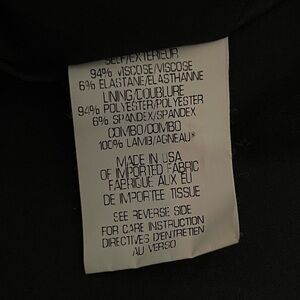 SELF/EXTERIEUR
94% VISCOSE/VISCOSE
6% ELASTANE/ELASTHANNE
LINING/DOUBLURE
94% POLYESTER/POLYESTER
6% SPANDEX/SPANDEX
COMBO/COMBO
100% LAMB/AGNEAU*
MADE IN USA
OF IMPORTED FABRIC
FABRIQUE AUX EU
DE IMPORTEE TISSUE
SEE REVERSE SIDE
FOR CARE INSTRUCTION
DIRECTIVES D'ENTRETIEN
AU VERSO